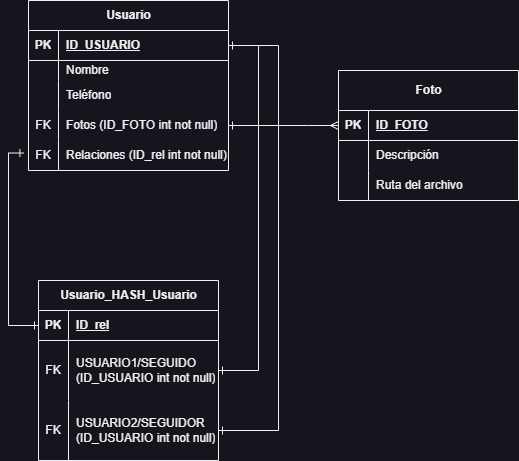 Usuario
PK ID_USUARIO
Nombre
Teléfono
FK Fotos (ID_FOTO int not null)
FK Relaciones (ID_rel int not null)
Foto
PK ID_FOTO
Descripción
Ruta del archivo
Usuario_HASH_Usuario
PK ID_rel
FK USUARIO1/SEGUIDO
(ID_USUARIO int not null)
FK USUARIO2/SEGUIDOR
(ID_USUARIO int not null)